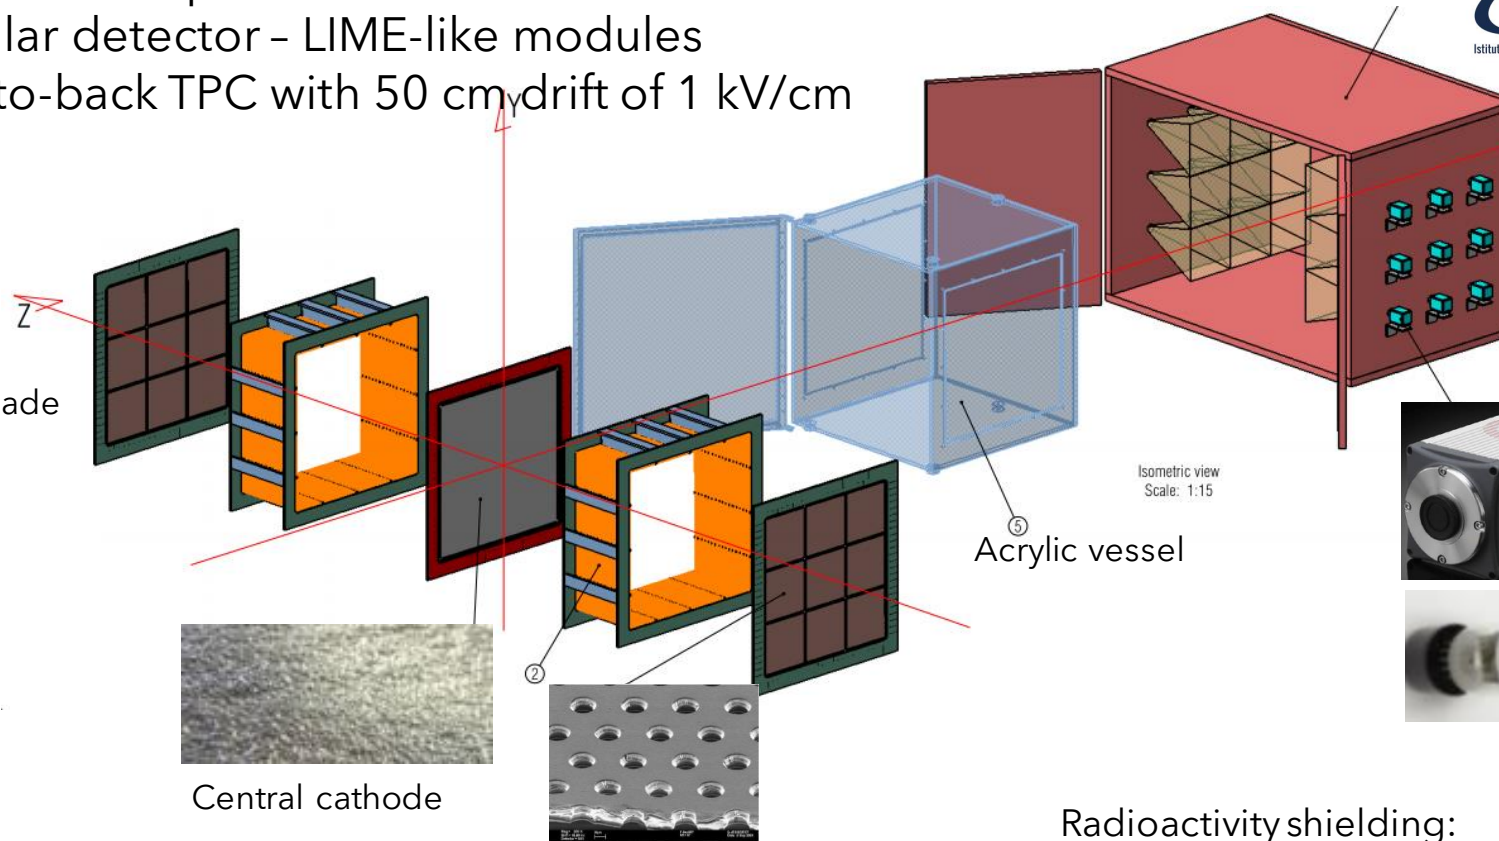 lar detector – LIME-like modules
to-back TPC with 50 cm drift of 1 kV/cm
Istitut
Y
Z
ade
Isometric view
Scale: 1:15
5
Acrylic vessel
2
Central cathode
Radioactivity shielding: